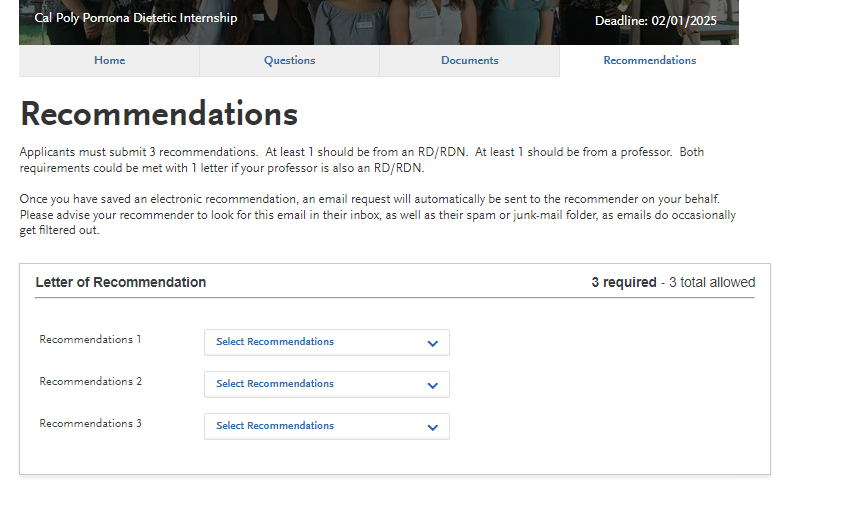 Cal Poly Pomona Dietetic Internship
Deadline: 02/01/2025
Home
Questions
Documents
Recommendations
Recommendations
Applicants must submit 3 recommendations. At least 1 should be from an RD/RDN. At least 1 should be from a professor. Both
requirements could be met with 1 letter if your professor is also an RD/RDN.
Once you have saved an electronic recommendation, an email request will automatically be sent to the recommender on your behalf.
Please advise your recommender to look for this email in their inbox, as well as their spam or junk-mail folder, as emails do occasionally
get filtered out.
Letter of Recommendation
3 required - 3 total allowed
Recommendations 1
Select Recommendations
Recommendations 2
Select Recommendations
Recommendations 3
Select Recommendations